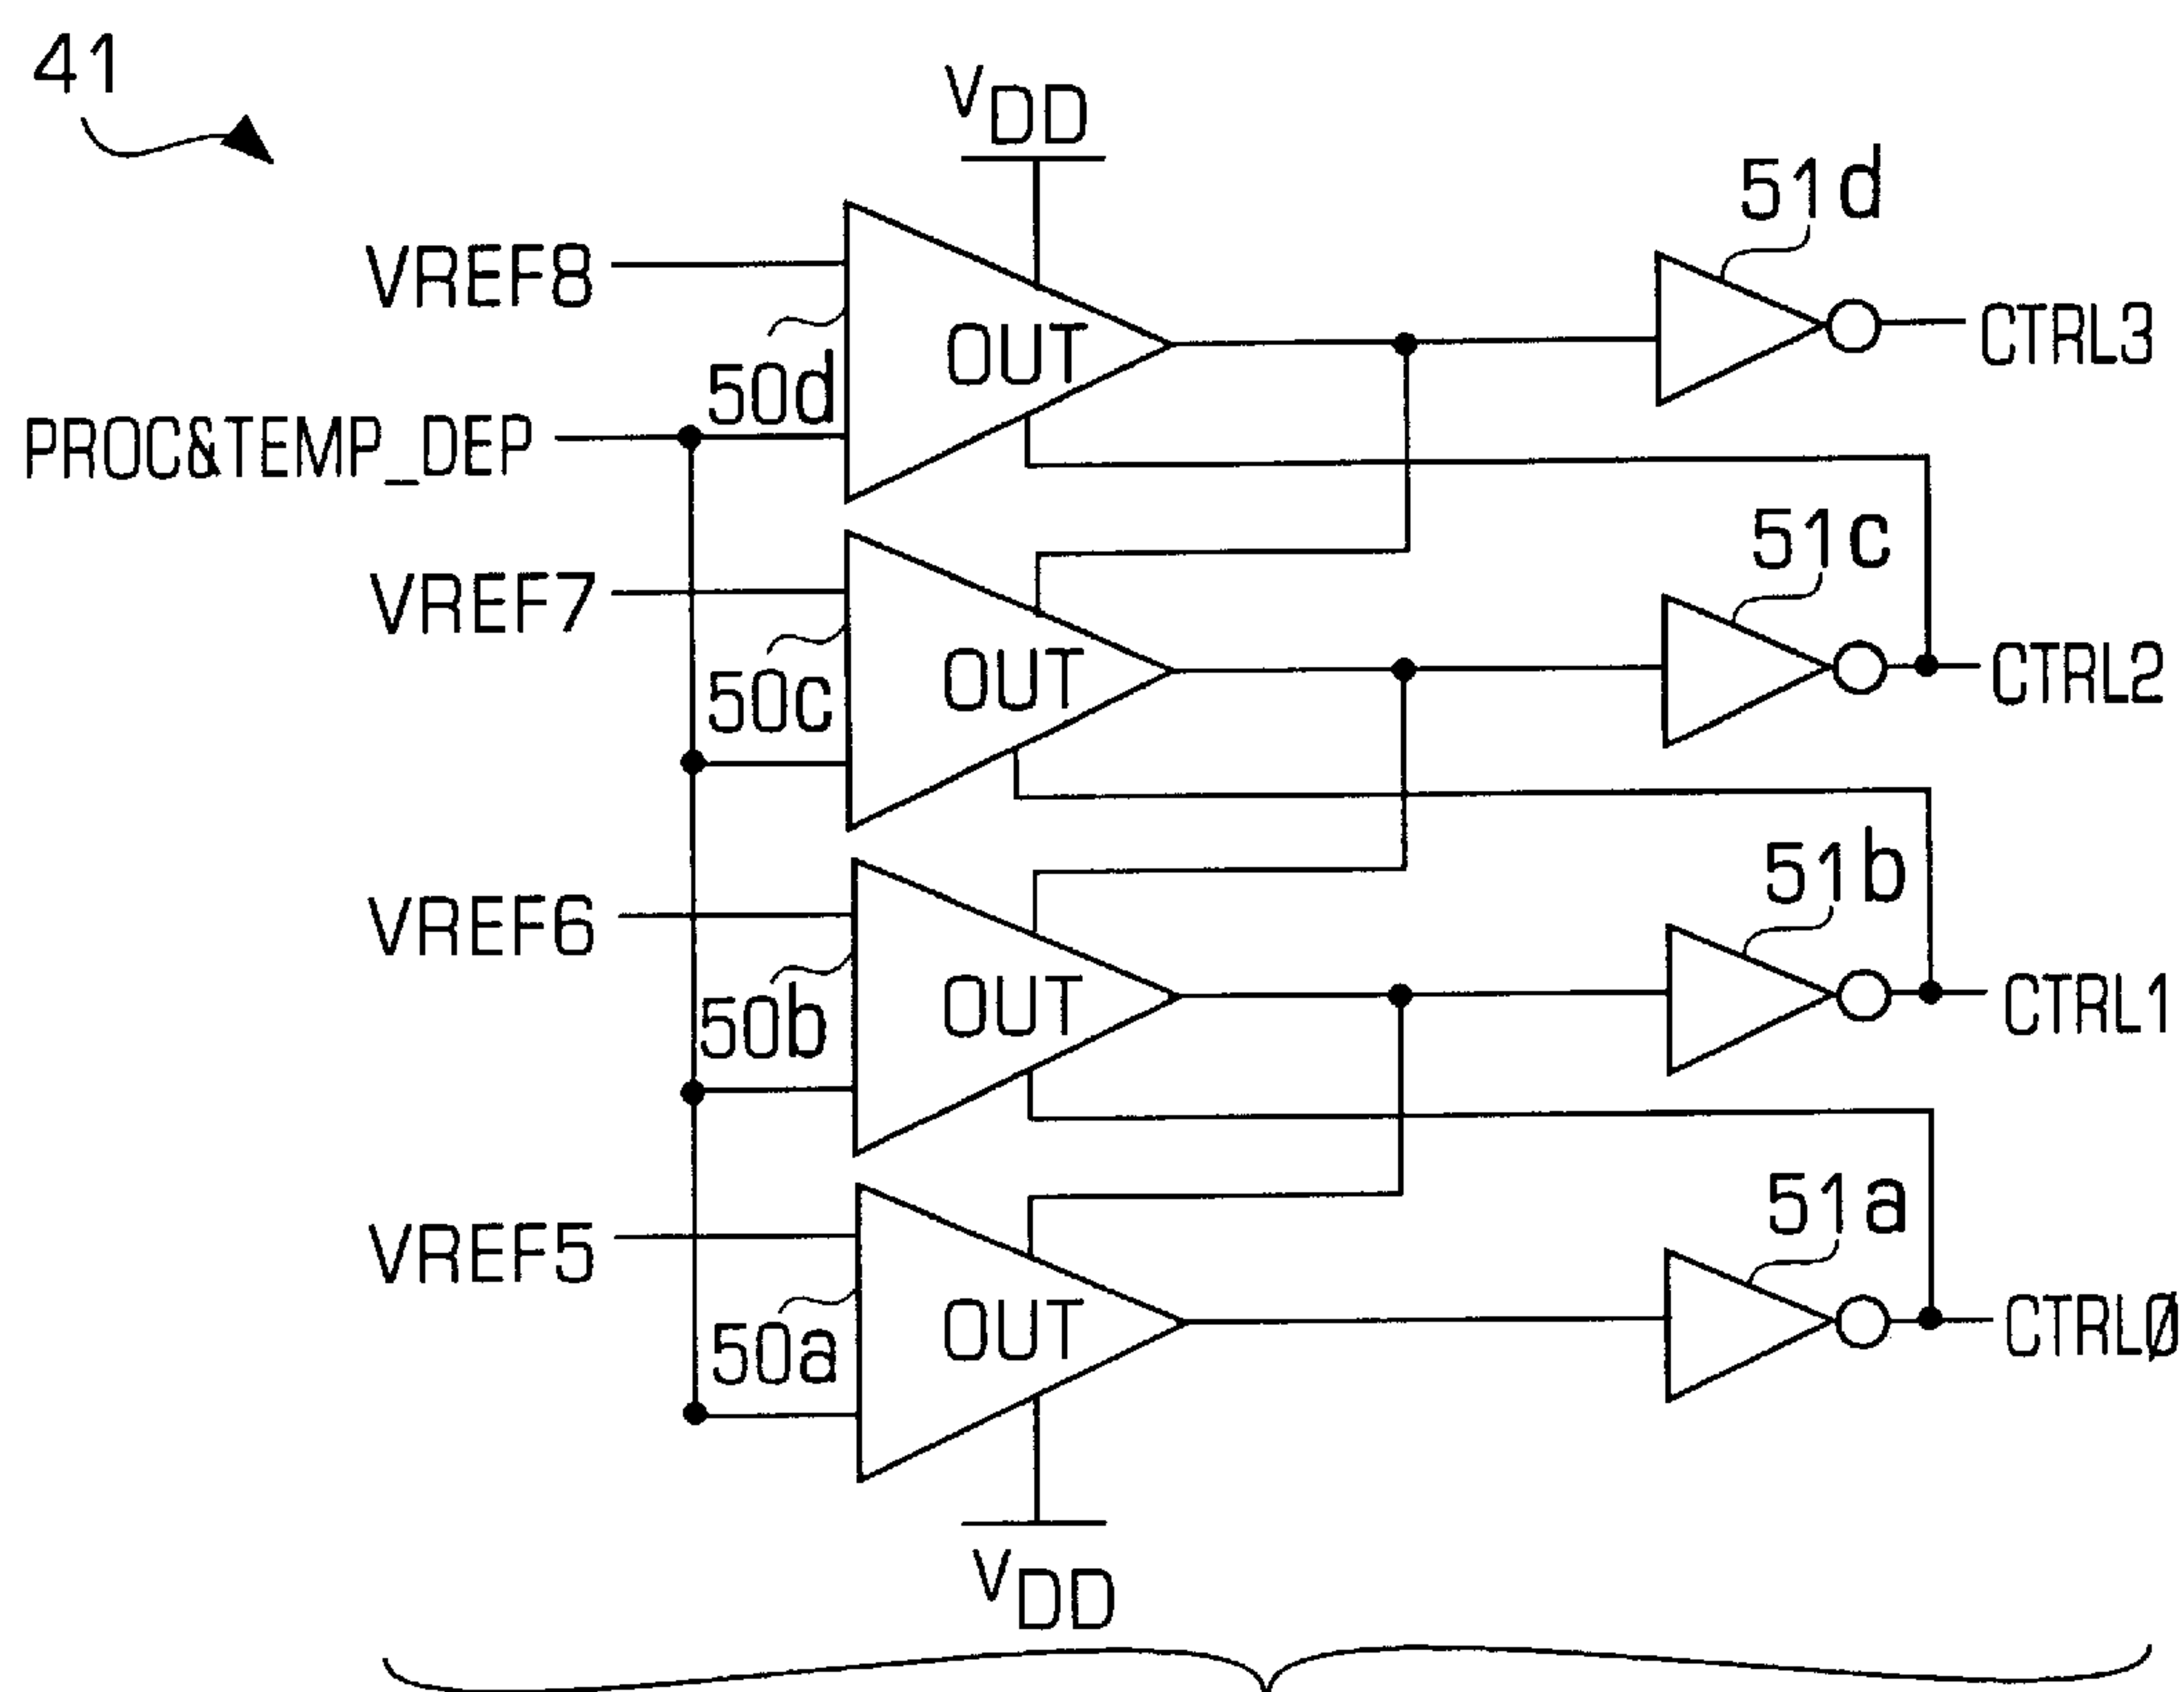 41
VDD
51d
VREF8
OUT
CTRL3
50d
PROC&TEMP_DEP
51c
VREF7
OUT
CTRL2
50c
51b
VREF6
OUT
CTRL1
50b
51a
VREF5
OUT
CTRLØ
50a
VDD